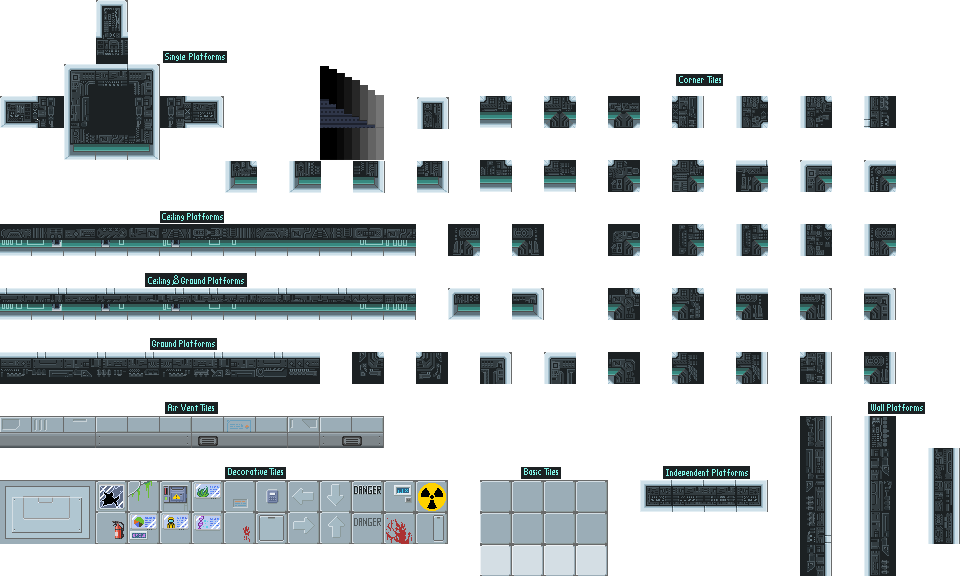 Single Platforms
Corner Tiles
Ceiling Platforms
Ceiling & Ground Platforms
Ground Platforms
Air Vent Tiles
Wall Platforms
Decorative Tiles
Basic Tiles
Independent Platforms
DANGER
DANGER